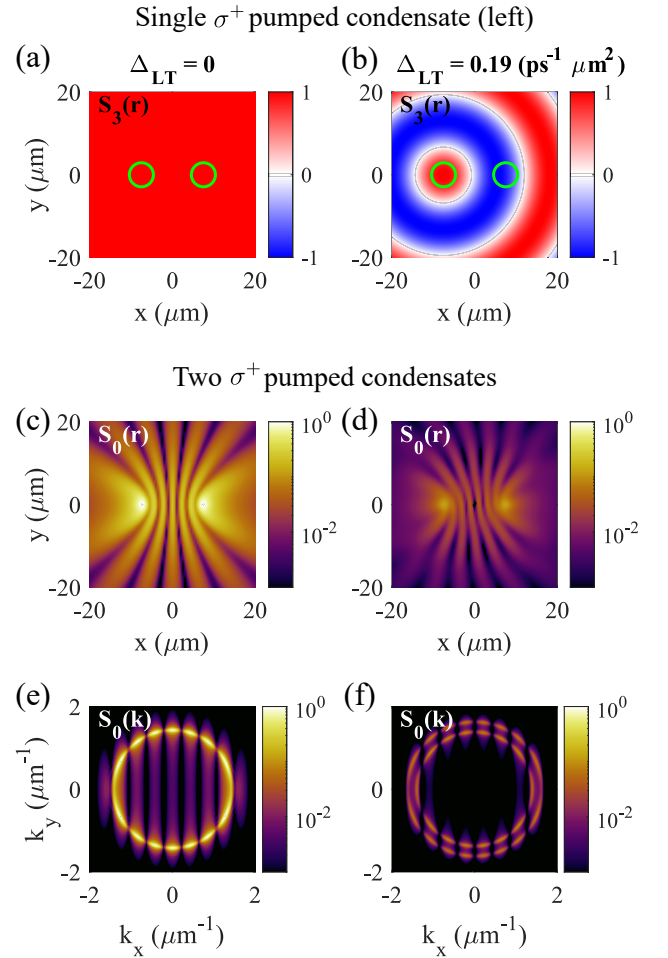 Single σ⁺ pumped condensate (left)
(a) (b)
Δ_LT = 0 Δ_LT = 0.19 (ps⁻¹ μm²)
S₃(r) S₃(r)
20 20
0 0
-20 -20
y (μm)
1 1
0 0
-1 -1
-20 0 20 -20 0 20
x (μm) x (μm)
Two σ⁺ pumped condensates
(c) (d)
S₀(r) S₀(r)
20 20
0 0
-20 -20
y (μm)
10⁰ 10⁰
10⁻² 10⁻²
-20 0 20 -20 0 20
x (μm) x (μm)
(e) (f)
S₀(k) S₀(k)
2 2
0 0
-2 -2
k_y (μm⁻¹)
10⁰ 10⁰
10⁻² 10⁻²
-2 0 2 -2 0 2
k_x (μm⁻¹) k_x (μm⁻¹)